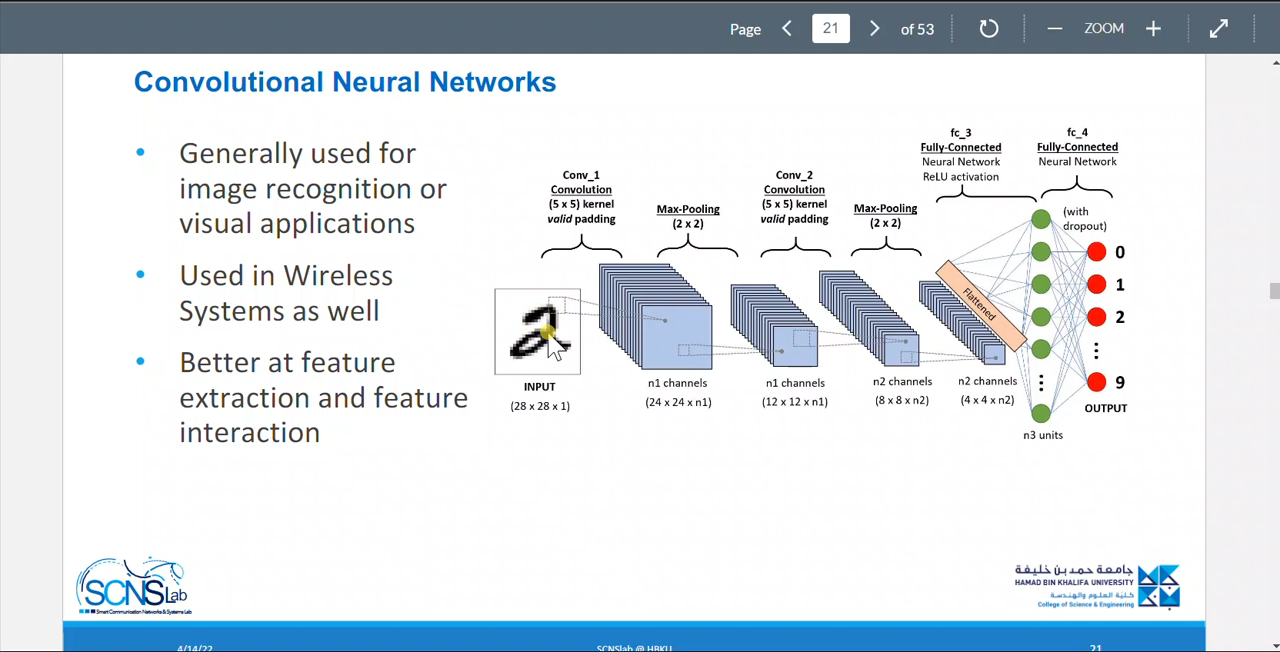 Page 21 of 53 ZOOM
Convolutional Neural Networks
• Generally used for
image recognition or
visual applications
• Used in Wireless
Systems as well
• Better at feature
extraction and feature
interaction
Conv_1
Convolution
(5 x 5) kernel
valid padding
Max-Pooling
(2 x 2)
Conv_2
Convolution
(5 x 5) kernel
valid padding
Max-Pooling
(2 x 2)
fc_3
Fully-Connected
Neural Network
ReLU activation
fc_4
Fully-Connected
Neural Network
(with
dropout)
Flattened
0
1
2
9
OUTPUT
INPUT
(28 x 28 x 1)
n1 channels
(24 x 24 x n1)
n1 channels
(12 x 12 x n1)
n2 channels
(8 x 8 x n2)
n2 channels
(4 x 4 x n2)
n3 units
SCNSLab
Smart Communication Networks & Systems Lab
جامعة حمد بن خليفة
HAMAD BIN KHALIFA UNIVERSITY
كلية العلوم والهندسة
College of Science & Engineering
4/14/22
SCNSlab @ HBKU
21